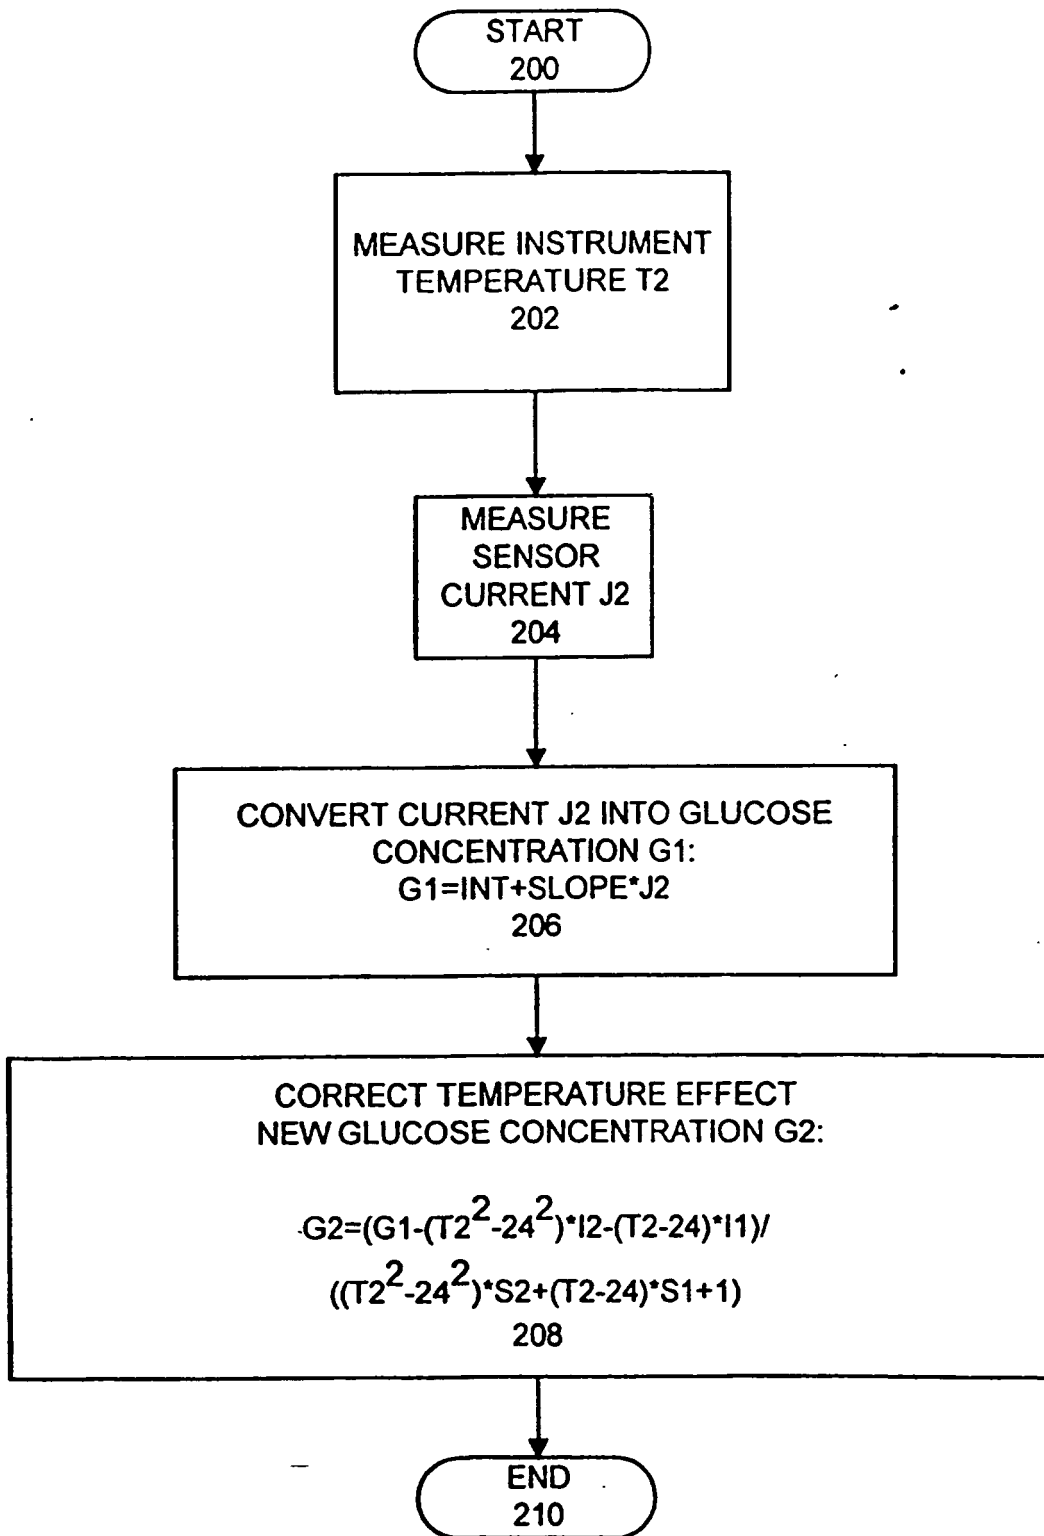 START
200
MEASURE INSTRUMENT
TEMPERATURE T2
202
MEASURE
SENSOR
CURRENT J2
204
CONVERT CURRENT J2 INTO GLUCOSE
CONCENTRATION G1:
G1=INT+SLOPE*J2
206
CORRECT TEMPERATURE EFFECT
NEW GLUCOSE CONCENTRATION G2:
G2=(G1-(T2²-24²)*I2-(T2-24)*I1)/
((T2²-24²)*S2+(T2-24)*S1+1)
208
END
210